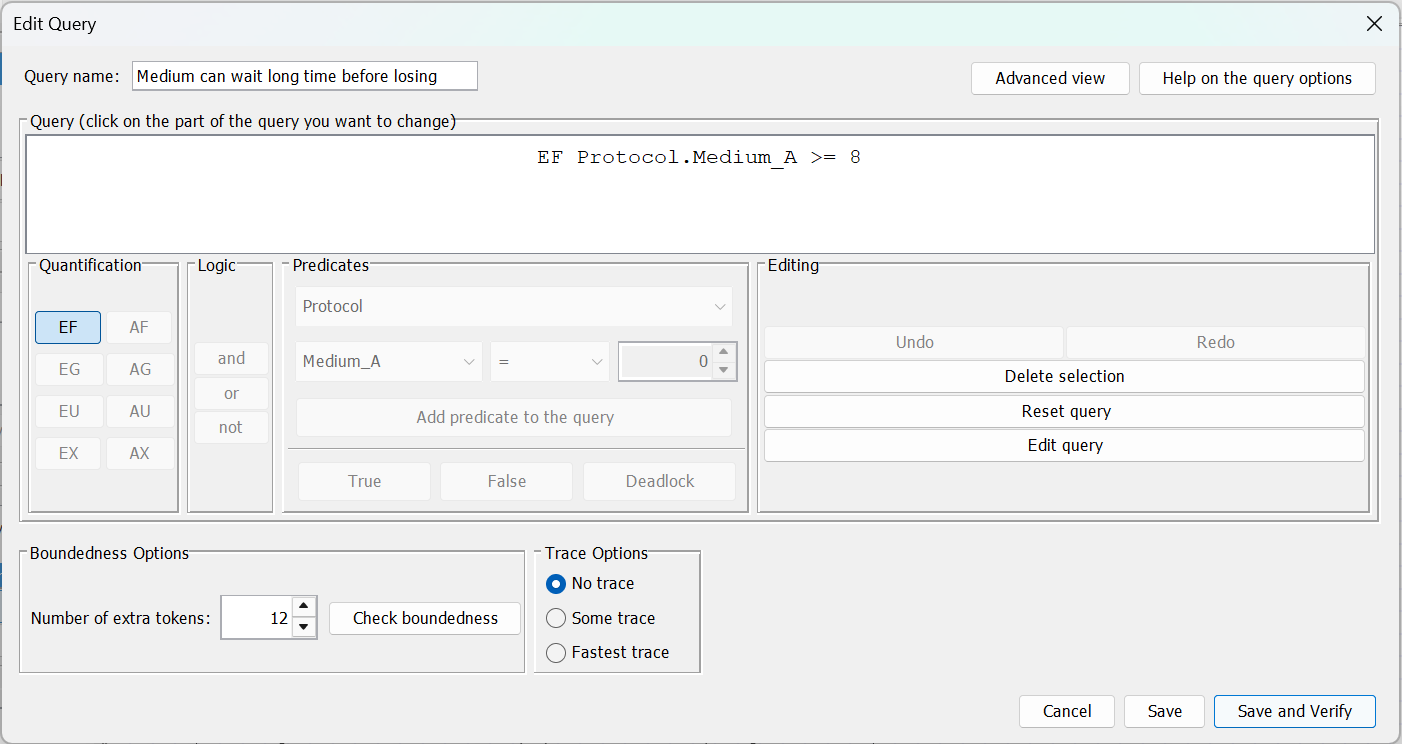 Edit Query
Query name: Medium can wait long time before losing
Advanced view
Help on the query options
Query (click on the part of the query you want to change)
EF Protocol.Medium_A >= 8
Quantification
EF AF
EG AG
EU AU
EX AX
Logic
and
or
not
Predicates
Protocol
Medium_A = 0
Add predicate to the query
True False Deadlock
Editing
Undo Redo
Delete selection
Reset query
Edit query
Boundedness Options
Number of extra tokens: 12 Check boundedness
Trace Options
No trace
Some trace
Fastest trace
Cancel Save Save and Verify